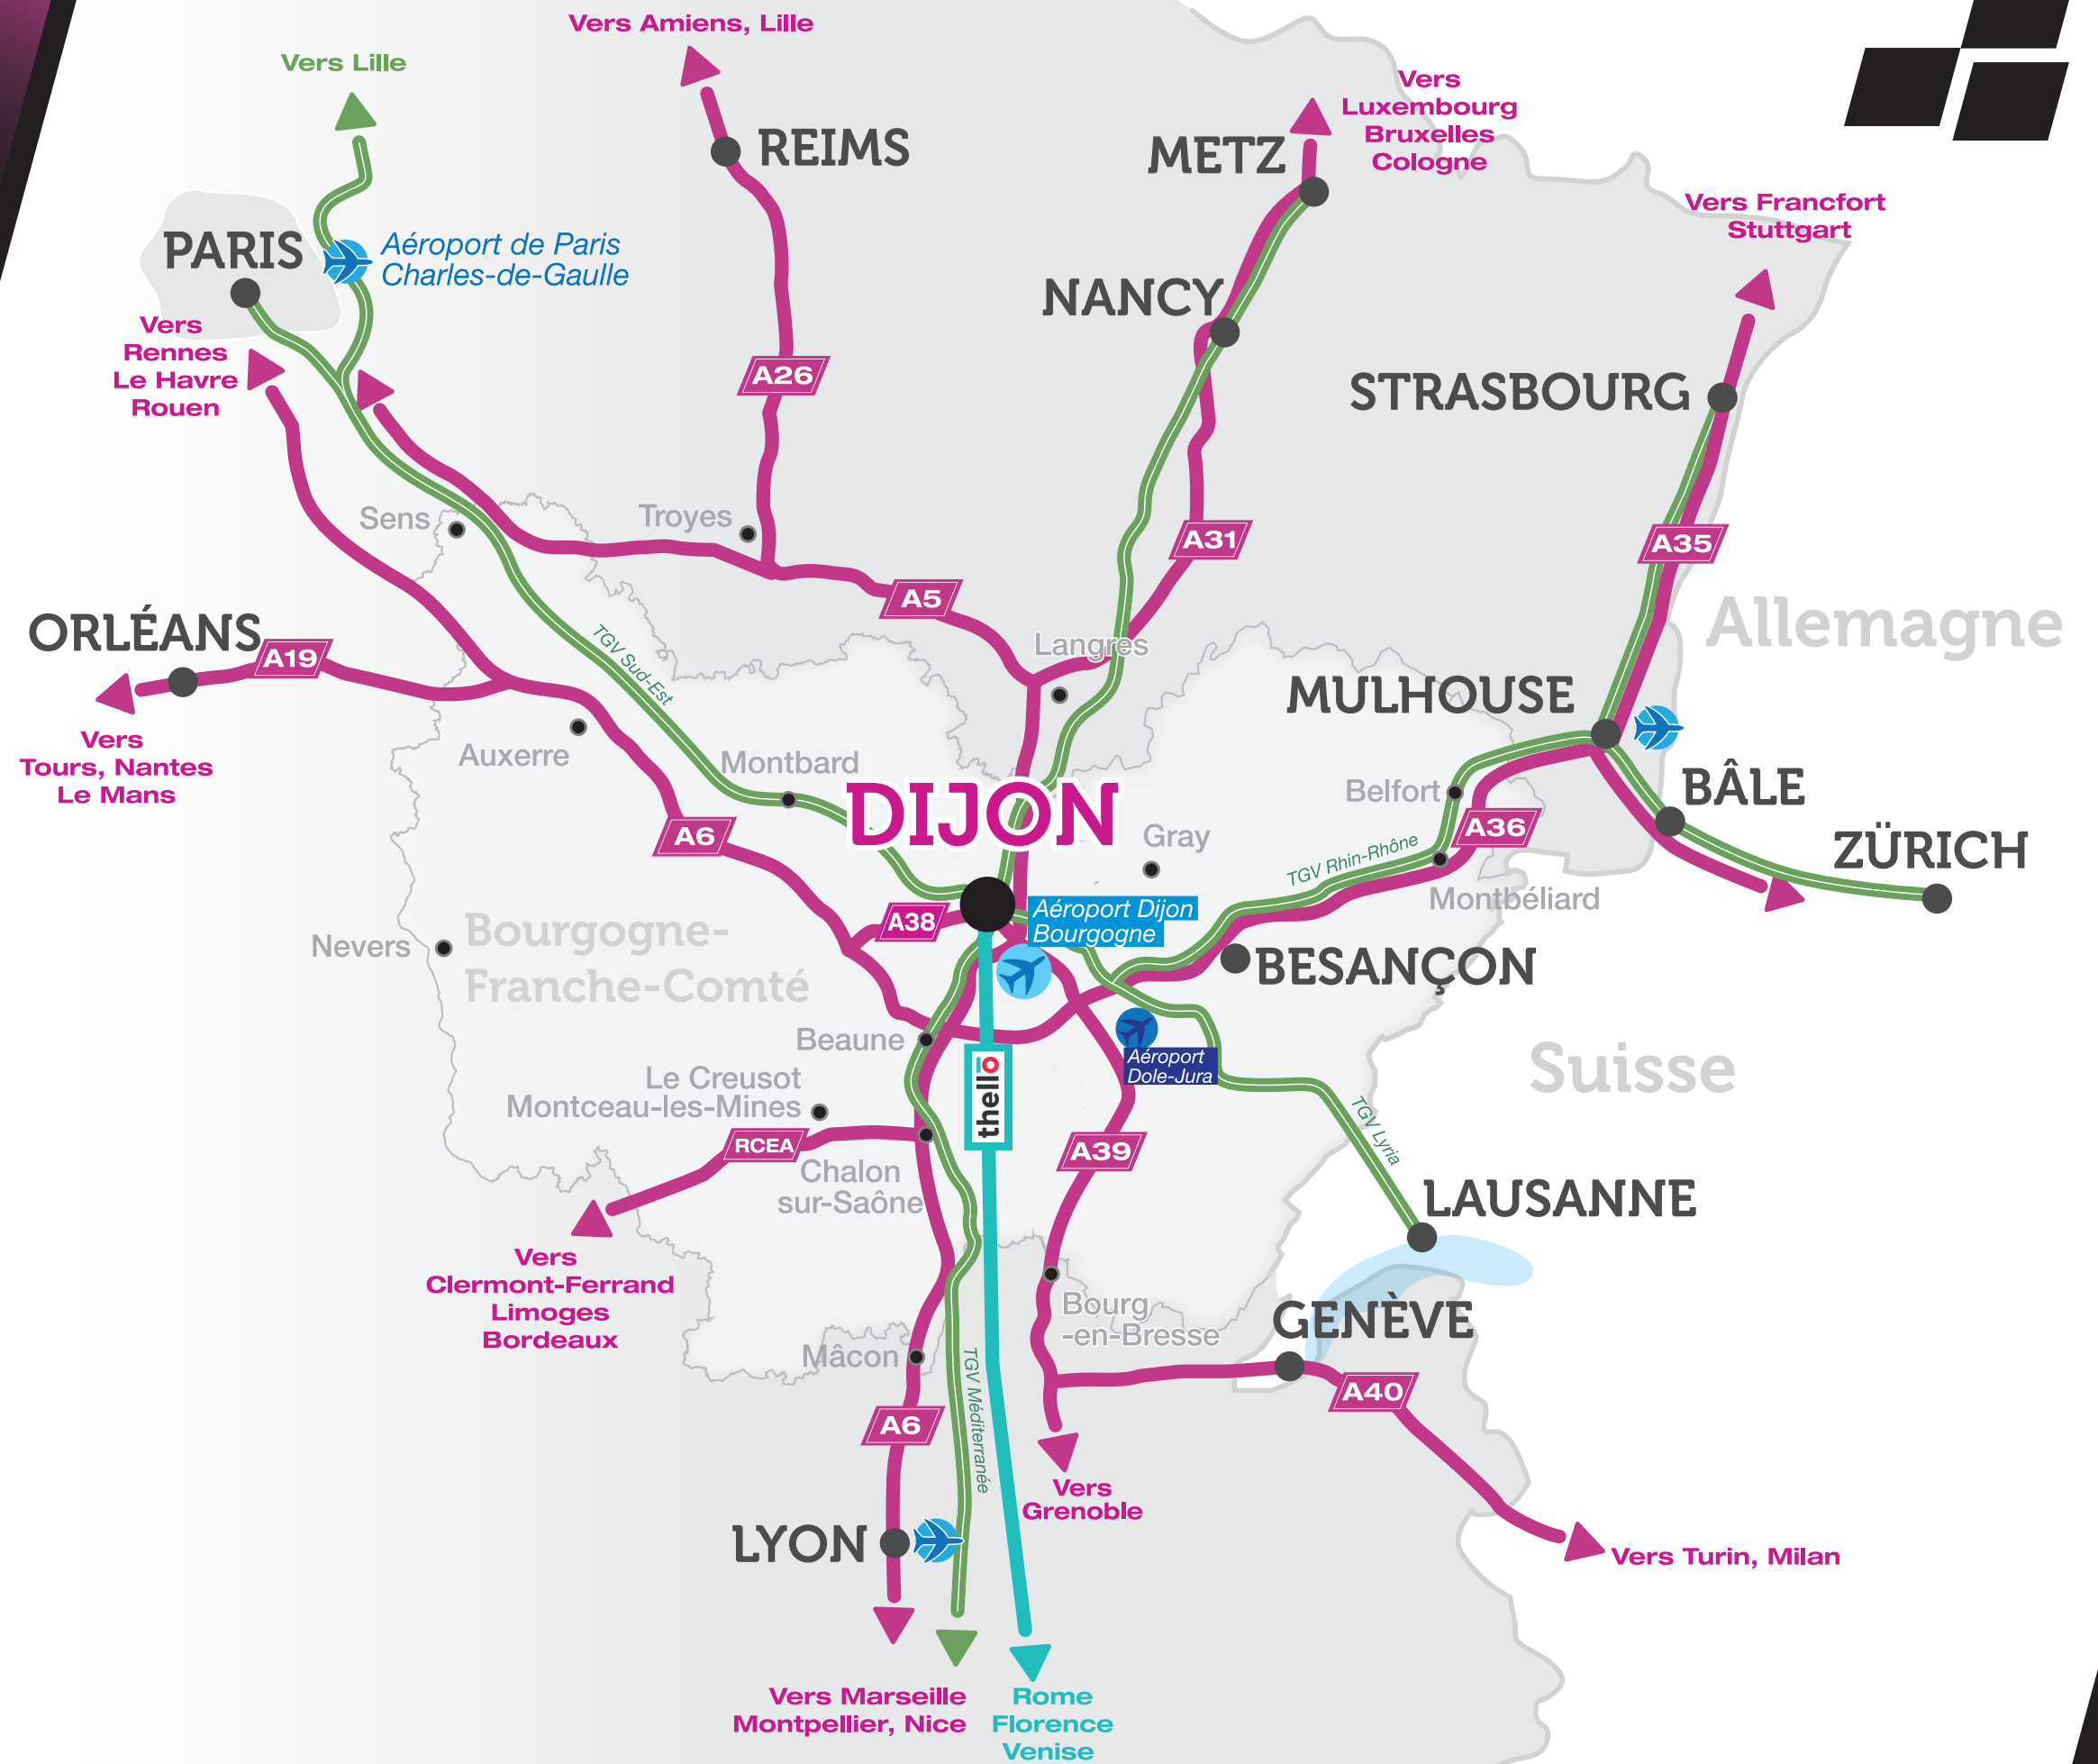 Vers Amiens, Lille
Vers Lille
Vers
Luxembourg
Bruxelles
Cologne
REIMS
METZ
Vers Francfort
Stuttgart
PARIS
Aéroport de Paris
Charles-de-Gaulle
NANCY
Vers
Rennes
Le Havre
Rouen
A26
STRASBOURG
Sens
Troyes
A31
A35
A5
Allemagne
ORLÉANS
A19
TGV Sud-Est
Langres
MULHOUSE
Vers
Tours, Nantes
Le Mans
Auxerre
Montbard
BÂLE
Belfort
DIJON
A6
Gray
A36
ZÜRICH
TGV Rhin-Rhône
Montbéliard
A38
Aéroport Dijon
Bourgogne
Nevers
Bourgogne-
Franche-Comté
BESANÇON
Beaune
Aéroport
Dole-Jura
Suisse
Le Creusot
Montceau-les-Mines
thello
TGV Lyria
RCEA
A39
Chalon
sur-Saône
LAUSANNE
Vers
Clermont-Ferrand
Limoges
Bordeaux
Bourg
-en-Bresse
GENÈVE
Mâcon
TGV Méditerranée
A40
A6
Vers
Grenoble
LYON
Vers Turin, Milan
Vers Marseille
Montpellier, Nice
Rome
Florence
Venise